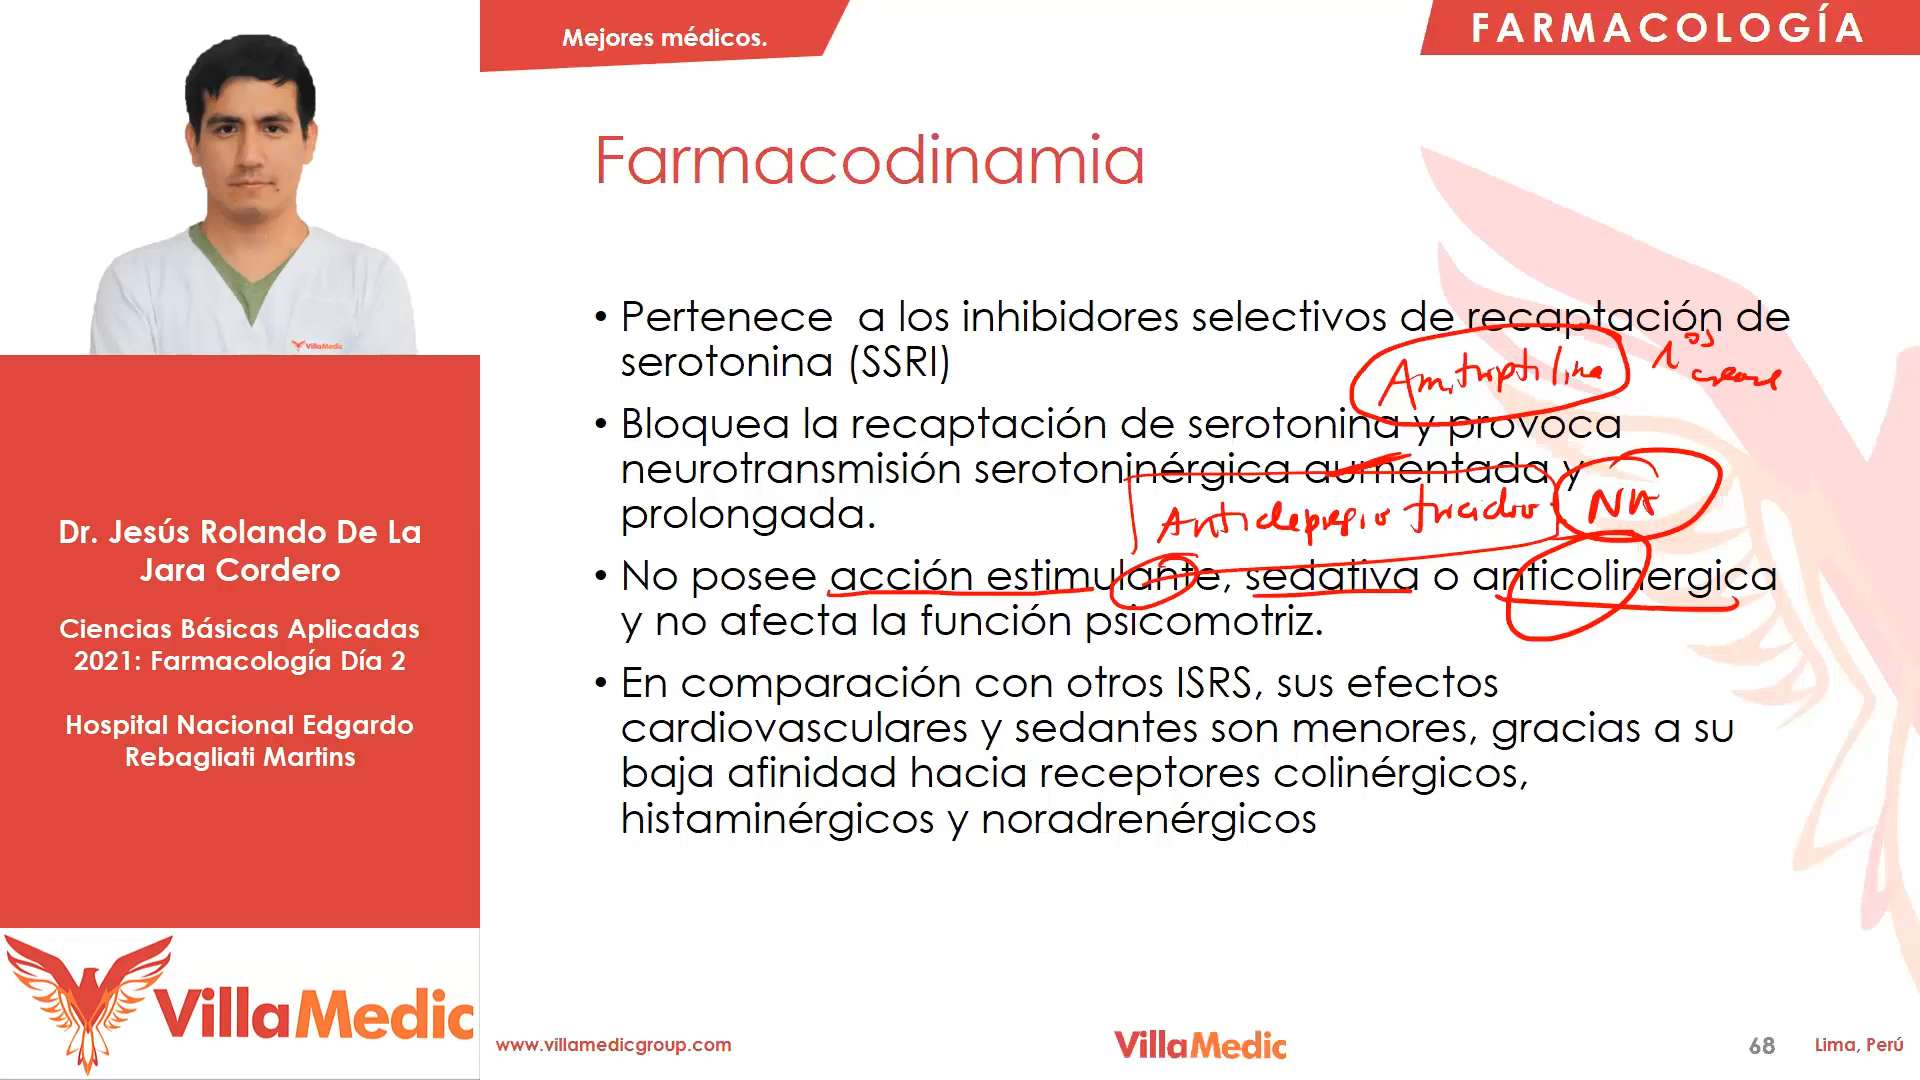 Mejores médicos.
FARMACOLOGÍA
VillaMedic
Dr. Jesús Rolando De La
Jara Cordero
Ciencias Básicas Aplicadas
2021: Farmacología Día 2
Hospital Nacional Edgardo
Rebagliati Martins
VillaMedic
Farmacodinamia
• Pertenece a los inhibidores selectivos de recaptación de
serotonina (SSRI)
Amitriptilina
• Bloquea la recaptación de serotonina y provoca
neurotransmisión serotoninérgica aumentada y
prolongada.
NA
• No posee acción estimulante, sedativa o anticolinergica
y no afecta la función psicomotriz.
• En comparación con otros ISRS, sus efectos
cardiovasculares y sedantes son menores, gracias a su
baja afinidad hacia receptores colinérgicos,
histaminérgicos y noradrenérgicos
www.villamedicgroup.com
VillaMedic
68
Lima, Perú